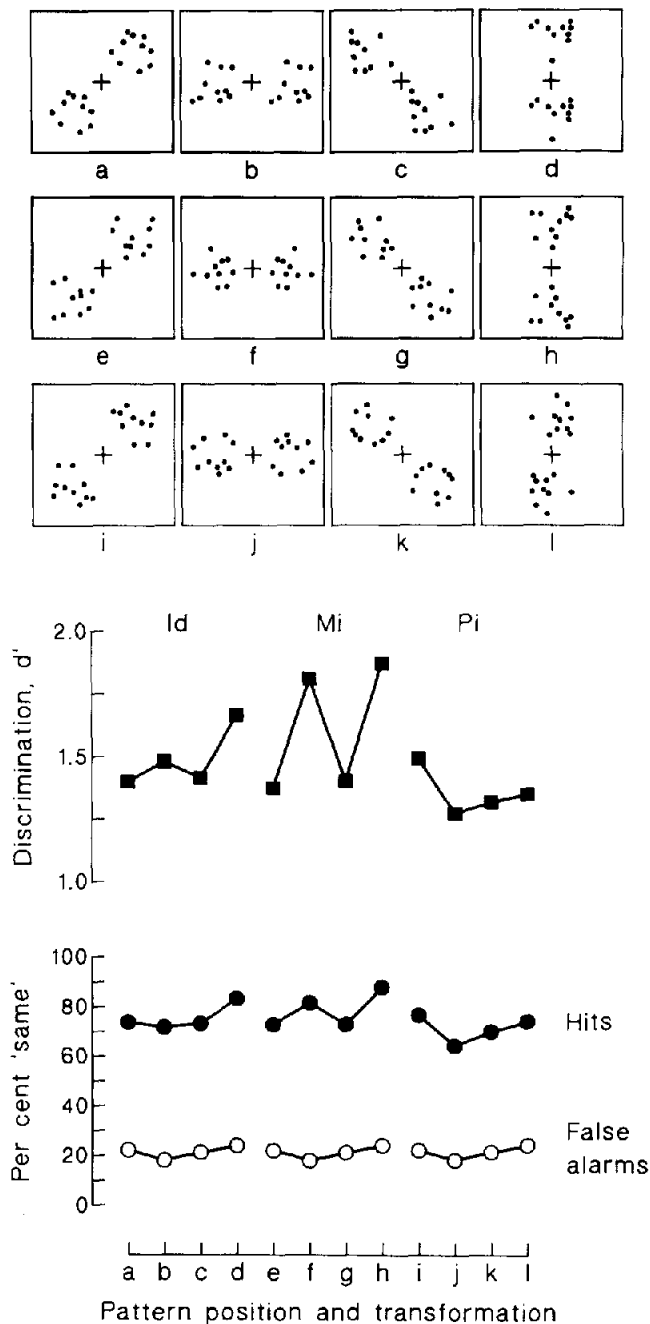 a b c d
e f g h
i j k l
Id Mi Pi
Discrimination, d'
2.0
1.5
1.0
Per cent 'same'
100
80
60
40
20
0
Hits
False
alarms
a b c d e f g h i j k l
Pattern position and transformation